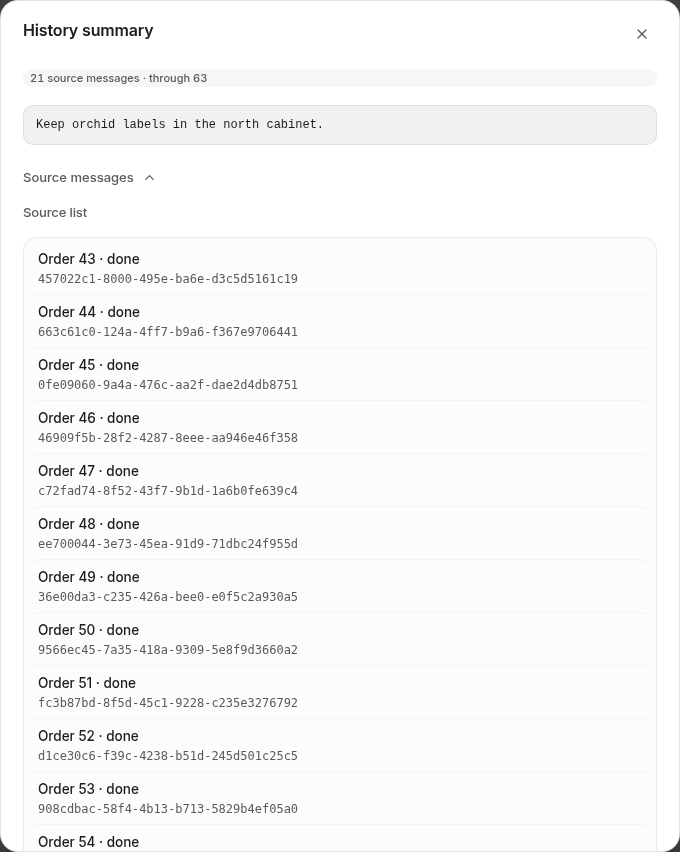 History summary
21 source messages · through 63
Keep orchid labels in the north cabinet.
Source messages
Source list
Order 43 · done
457022c1-8000-495e-ba6e-d3c5d5161c19
Order 44 · done
663c61c0-124a-4ff7-b9a6-f367e9706441
Order 45 · done
0fe09060-9a4a-476c-aa2f-dae2d4db8751
Order 46 · done
46909f5b-28f2-4287-8eee-aa946e46f358
Order 47 · done
c72fad74-8f52-43f7-9b1d-1a6b0fe639c4
Order 48 · done
ee700044-3e73-45ea-91d9-71dbc24f955d
Order 49 · done
36e00da3-c235-426a-bee0-e0f5c2a930a5
Order 50 · done
9566ec45-7a35-418a-9309-5e8f9d3660a2
Order 51 · done
fc3b87bd-8f5d-45c1-9228-c235e3276792
Order 52 · done
d1ce30c6-f39c-4238-b51d-245d501c25c5
Order 53 · done
908cdbac-58f4-4b13-b713-5829b4ef05a0
Order 54 · done